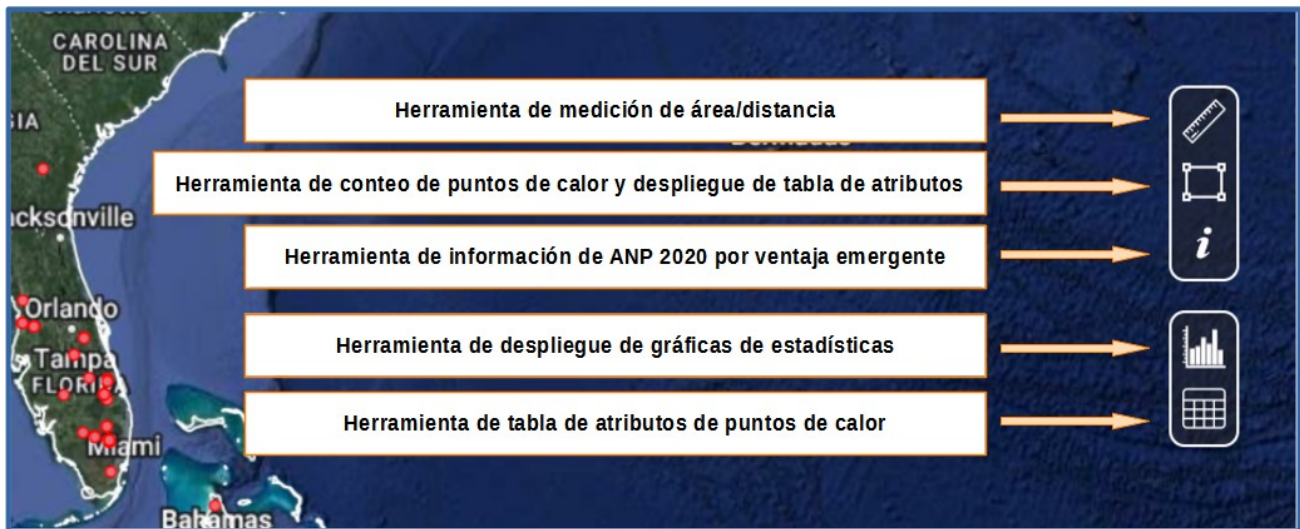 CAROLINA
DEL SUR
Herramienta de medición de área/distancia
Herramienta de conteo de puntos de calor y despliegue de tabla de atributos
cksonville
Herramienta de información de ANP 2020 por ventaja emergente
i
Orlando
Herramienta de despliegue de gráficas de estadísticas
Tampa
FLORIDA
Herramienta de tabla de atributos de puntos de calor
Miami
Bahamas